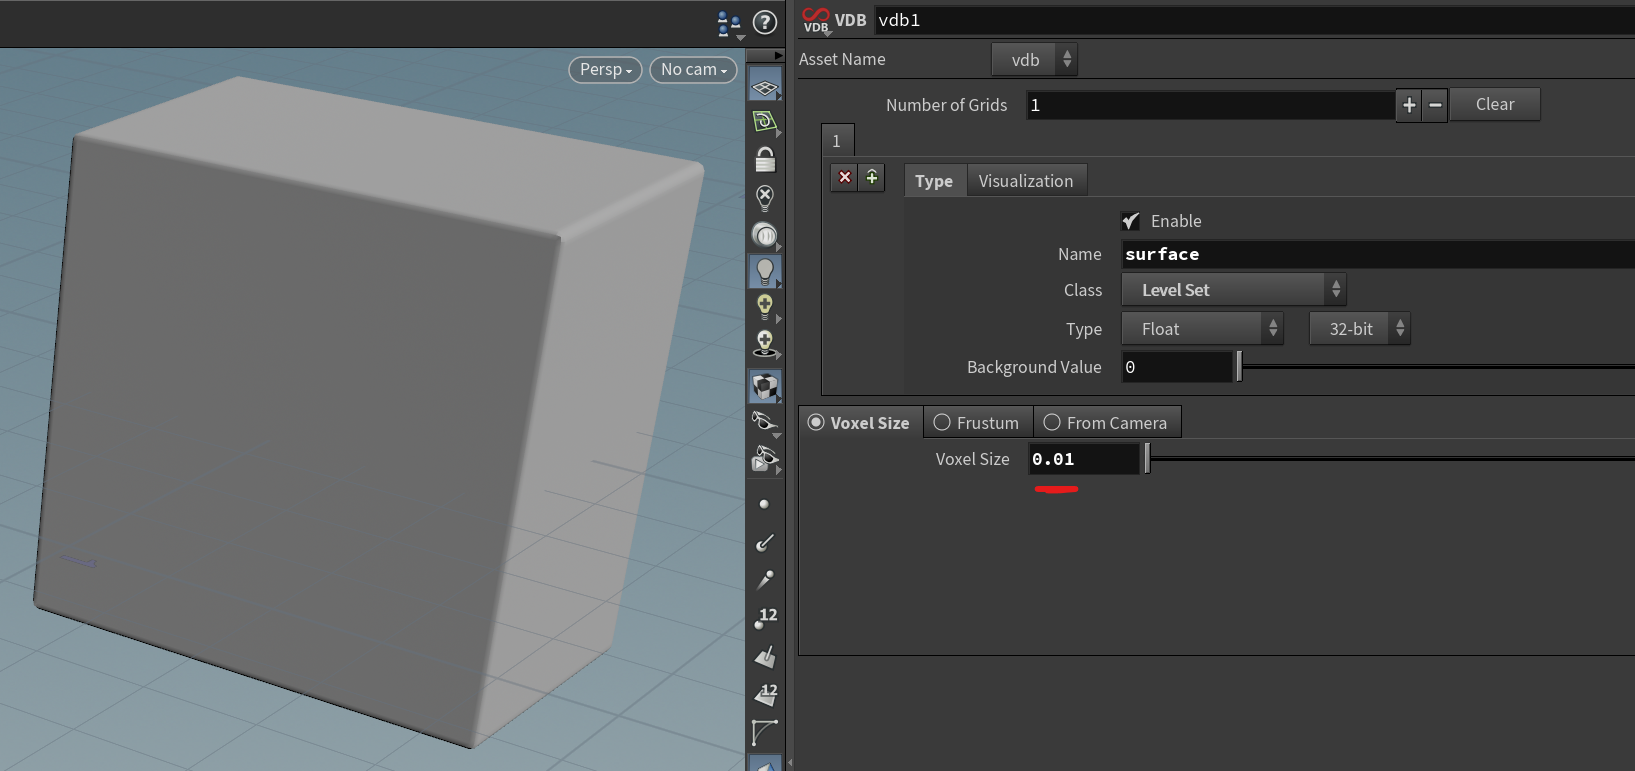 Persp
No cam
12
12
VDB VDB vdb1
Asset Name vdb
Number of Grids 1 + − Clear
1
Type Visualization
Enable
Name surface
Class Level Set
Type Float 32-bit
Background Value 0
Voxel Size Frustum From Camera
Voxel Size 0.01